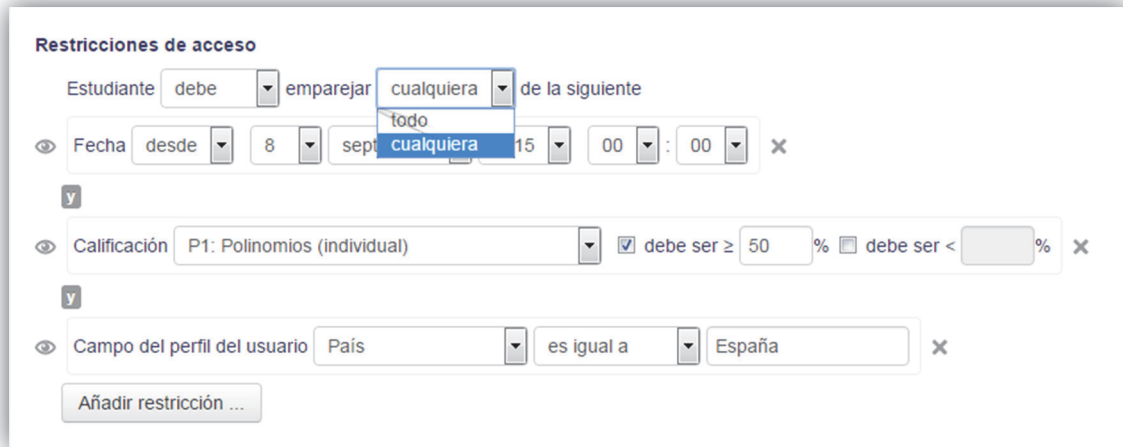 Restricciones de acceso
Estudiante debe emparejar cualquiera de la siguiente
todo
cualquiera
Fecha desde 8 sept 15 00 : 00
y
Calificación P1: Polinomios (individual) debe ser ≥ 50 % debe ser < %
y
Campo del perfil del usuario País es igual a España
Añadir restricción ...